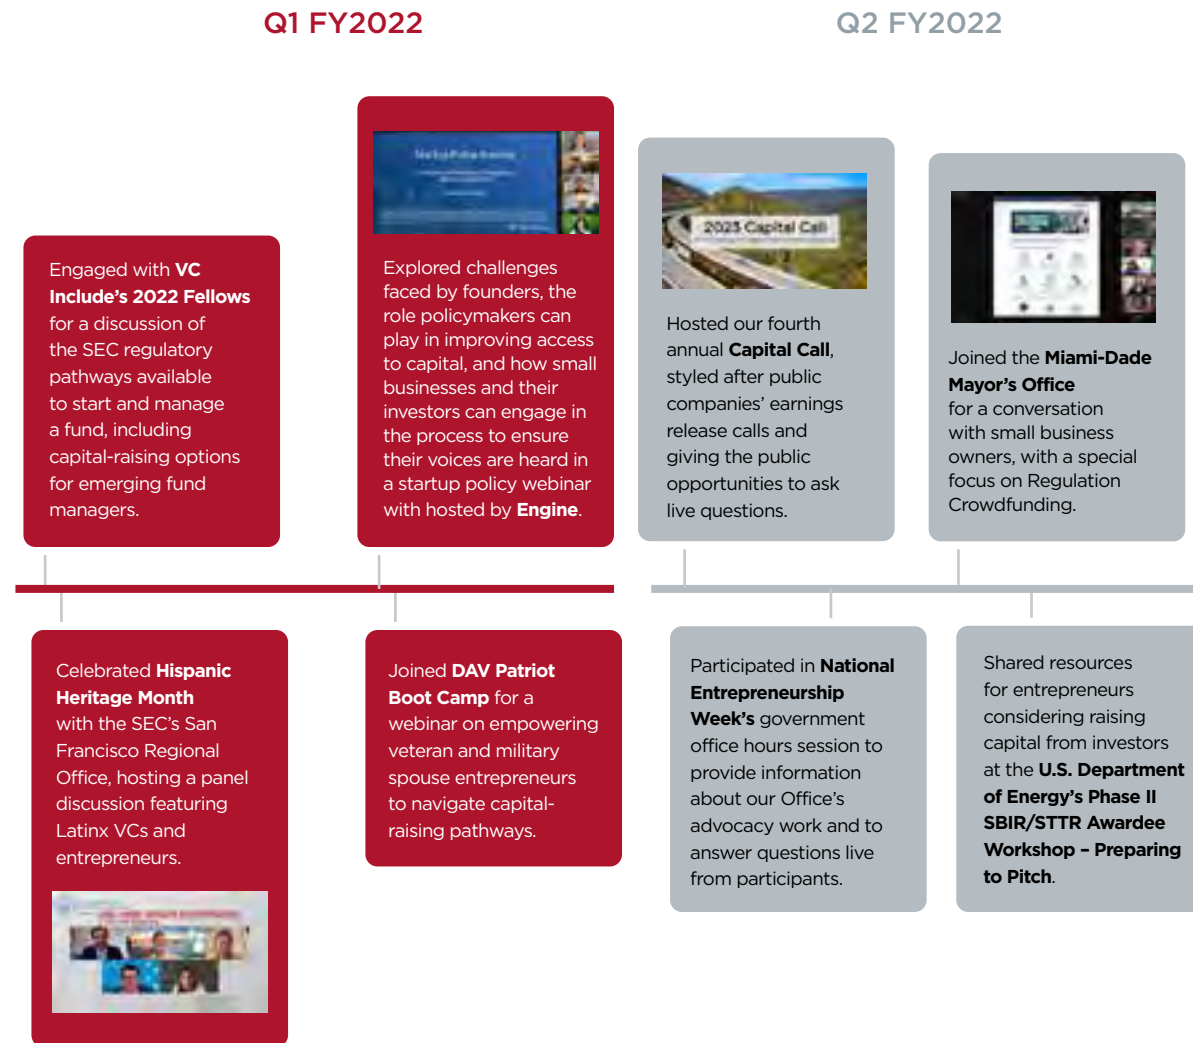 Q1 FY2022
Q2 FY2022
Engaged with VC
Include's 2022 Fellows
for a discussion of
the SEC regulatory
pathways available
to start and manage
a fund, including
capital-raising options
for emerging fund
managers.
Explored challenges
faced by founders, the
role policymakers can
play in improving access
to capital, and how small
businesses and their
investors can engage in
the process to ensure
their voices are heard in
a startup policy webinar
with hosted by Engine.
2023 Capital Call
Hosted our fourth
annual Capital Call,
styled after public
companies' earnings
release calls and
giving the public
opportunities to ask
live questions.
Joined the Miami-Dade
Mayor's Office
for a conversation
with small business
owners, with a special
focus on Regulation
Crowdfunding.
Celebrated Hispanic
Heritage Month
with the SEC's San
Francisco Regional
Office, hosting a panel
discussion featuring
Latinx VCs and
entrepreneurs.
Joined DAV Patriot
Boot Camp for a
webinar on empowering
veteran and military
spouse entrepreneurs
to navigate capital-
raising pathways.
Participated in National
Entrepreneurship
Week's government
office hours session to
provide information
about our Office's
advocacy work and to
answer questions live
from participants.
Shared resources
for entrepreneurs
considering raising
capital from investors
at the U.S. Department
of Energy's Phase II
SBIR/STTR Awardee
Workshop – Preparing
to Pitch.